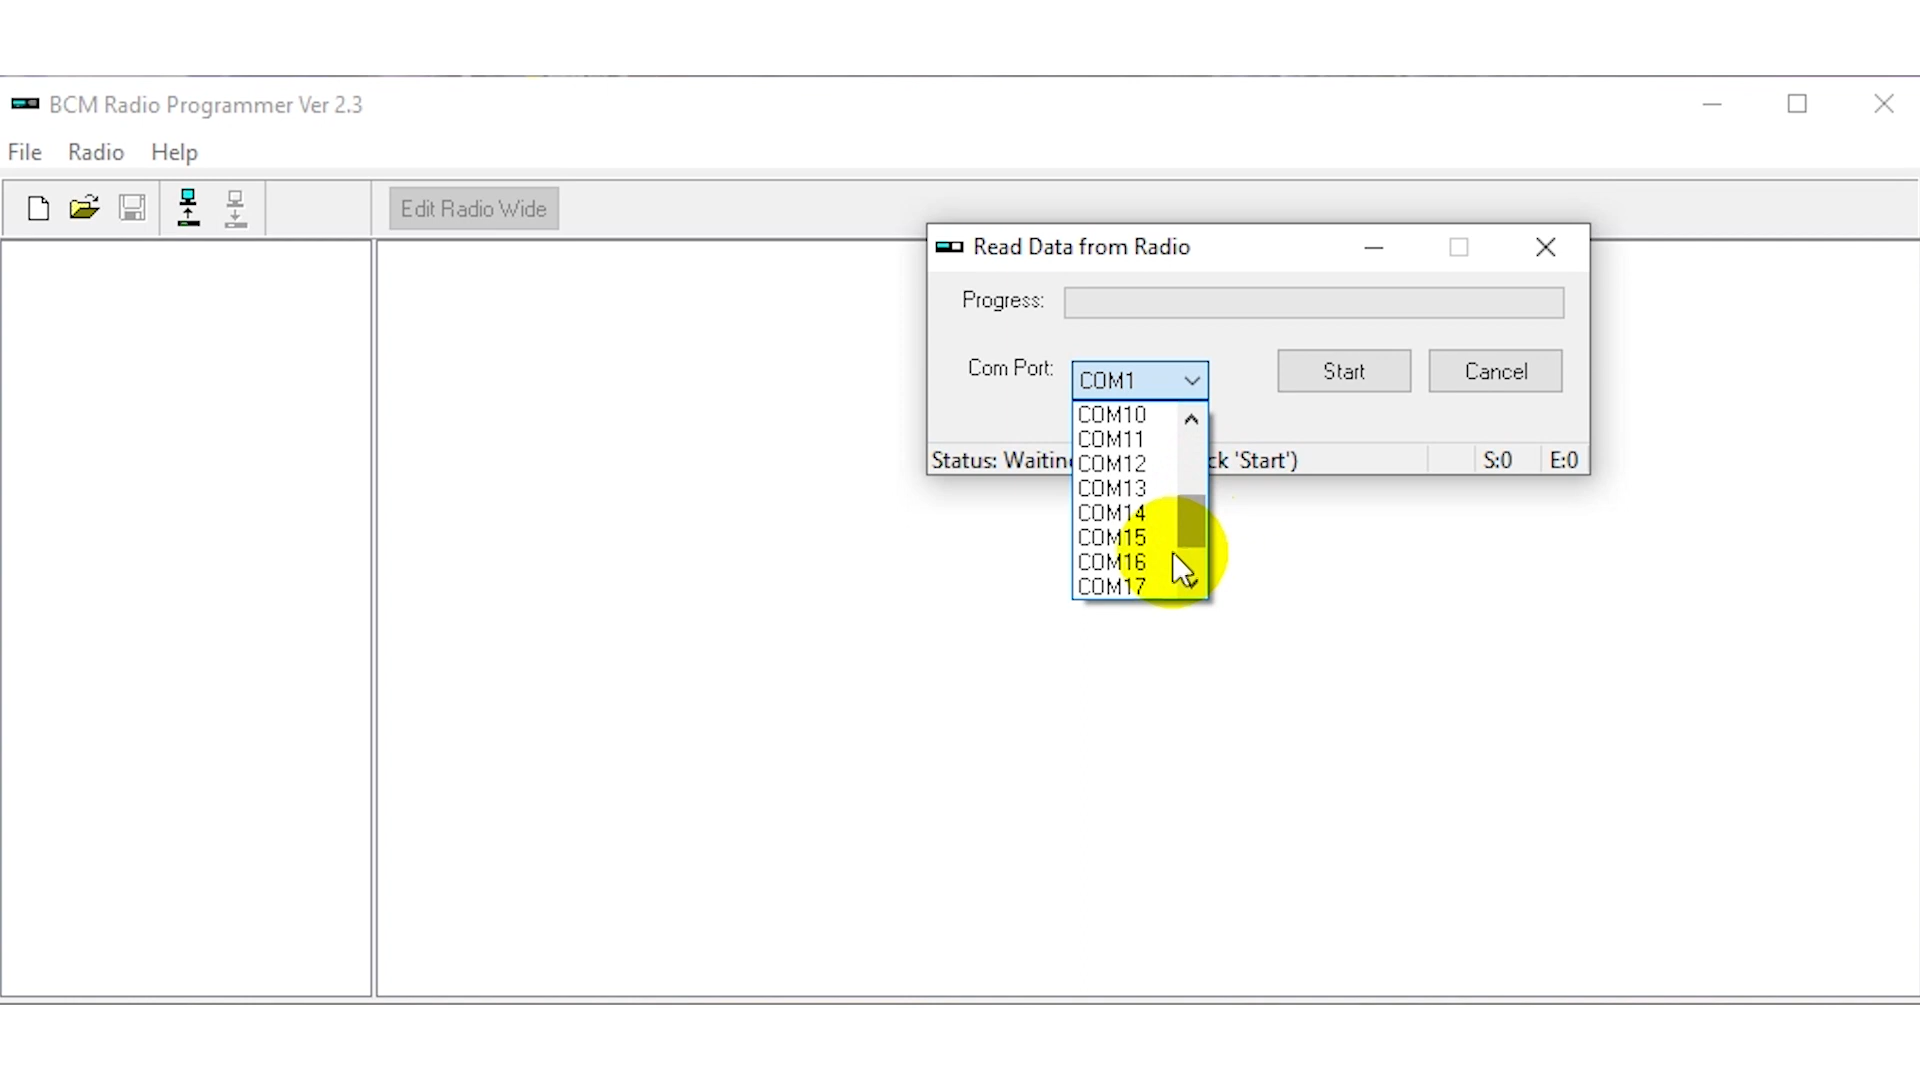 BCM Radio Programmer Ver 2.3
File Radio Help
Edit Radio Wide
Read Data from Radio
Progress:
Com Port: COM1 Start Cancel
COM10
COM11
Status: Waitin ck 'Start') S:0 E:0
COM12
COM13
COM14
COM15
COM16
COM17